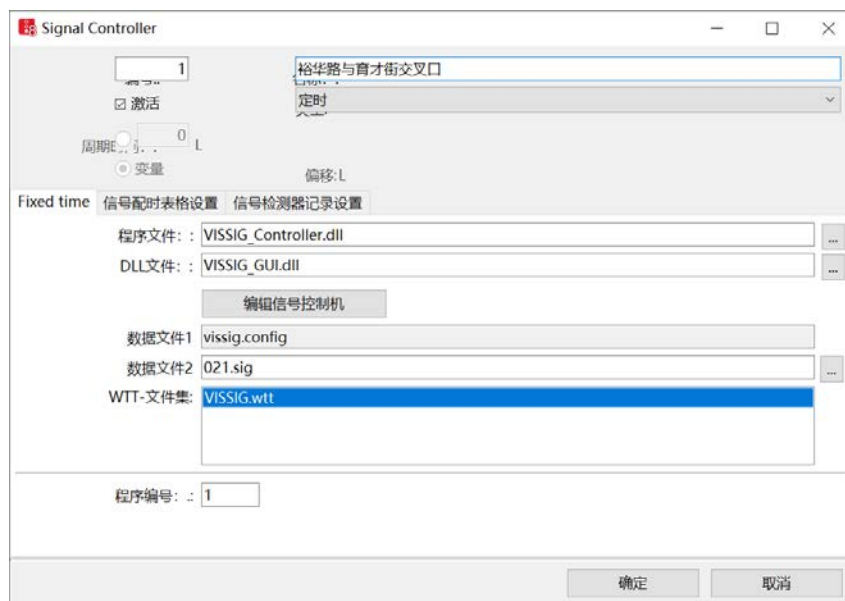 Signal Controller
1 裕华路与育才街交叉口
激活 定时
0 L
变量
偏移:L
Fixed time 信号配时表格设置 信号检测器记录设置
程序文件: : VISSIG_Controller.dll ...
DLL文件: : VISSIG_GUI.dll ...
编辑信号控制机
数据文件1 vissig.config
数据文件2 021.sig ...
WTT-文件集: VISSIG.wtt
程序编号: .: 1
确定 取消